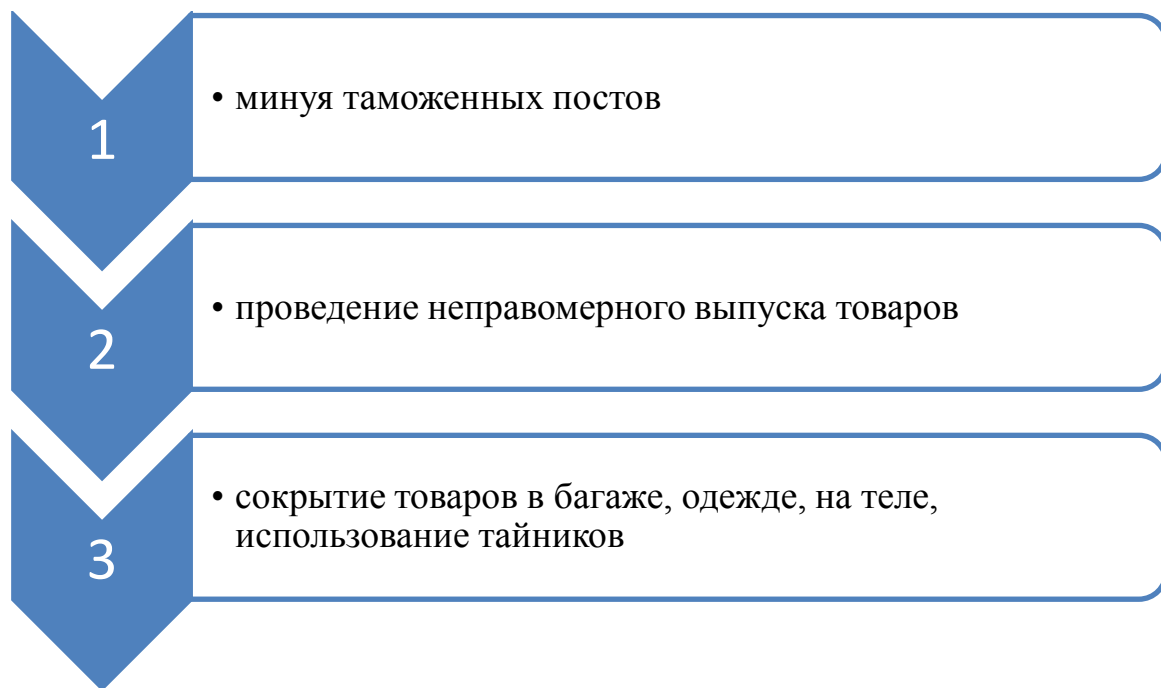 1
• минуя таможенных постов
2
• проведение неправомерного выпуска товаров
3
• сокрытие товаров в багаже, одежде, на теле,
использование тайников